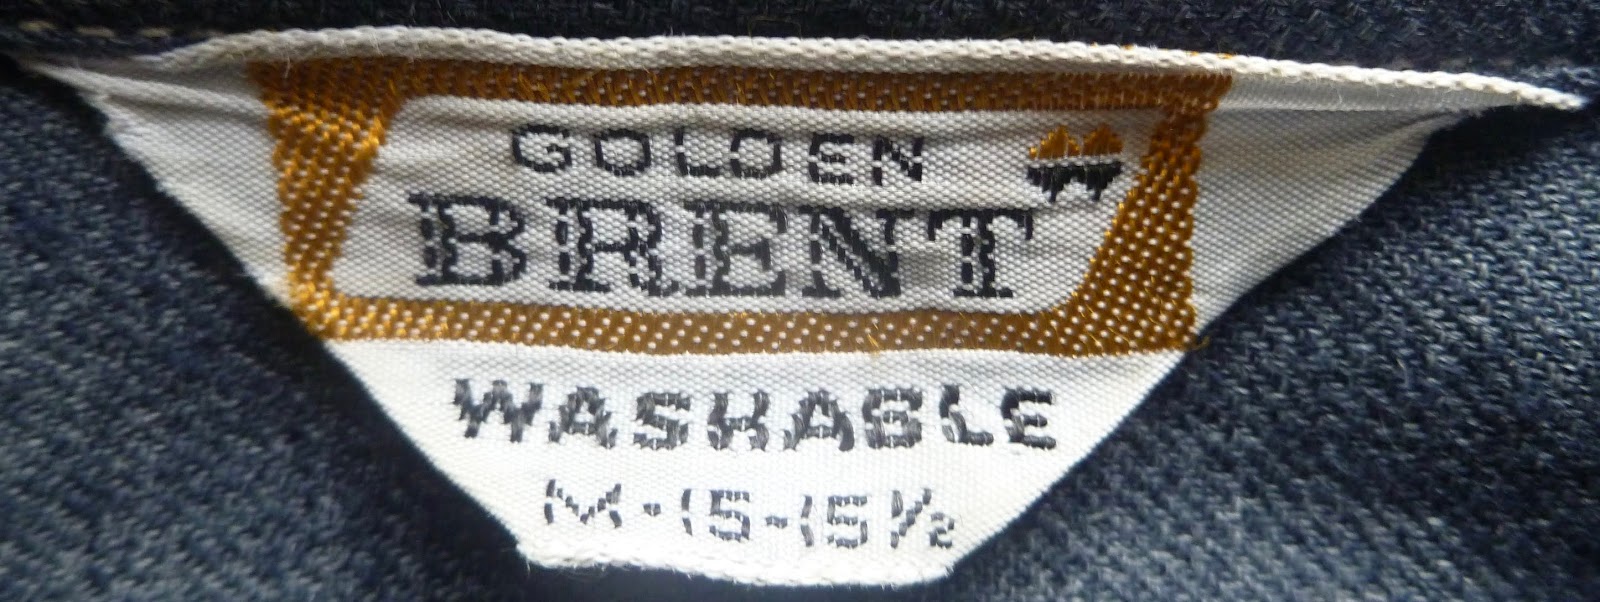 GOLDEN
BRENT
WASHABLE
M-15-15½